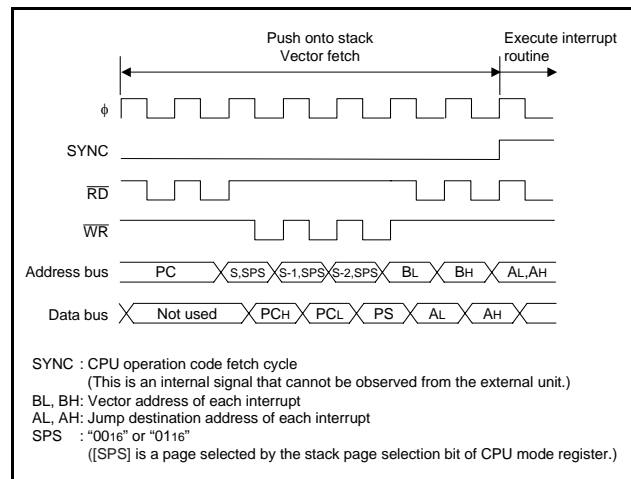 Push onto stack
Vector fetch
Execute interrupt
routine
ϕ
SYNC
RD
WR
Address bus
PC
S,SPS
S-1,SPS
S-2,SPS
BL
BH
AL,AH
Data bus
Not used
PCH
PCL
PS
AL
AH
SYNC : CPU operation code fetch cycle
(This is an internal signal that cannot be observed from the external unit.)
BL, BH: Vector address of each interrupt
AL, AH: Jump destination address of each interrupt
SPS : “0016” or “0116”
([SPS] is a page selected by the stack page selection bit of CPU mode register.)